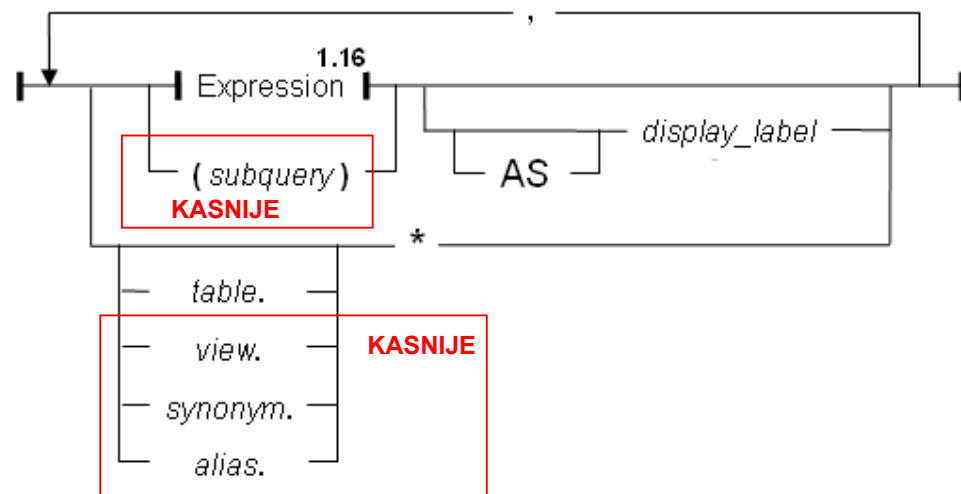 ,
1.16
Expression
display_label
(subquery)
AS
KASNIJE
*
table.
view.
KASNIJE
synonym.
alias.